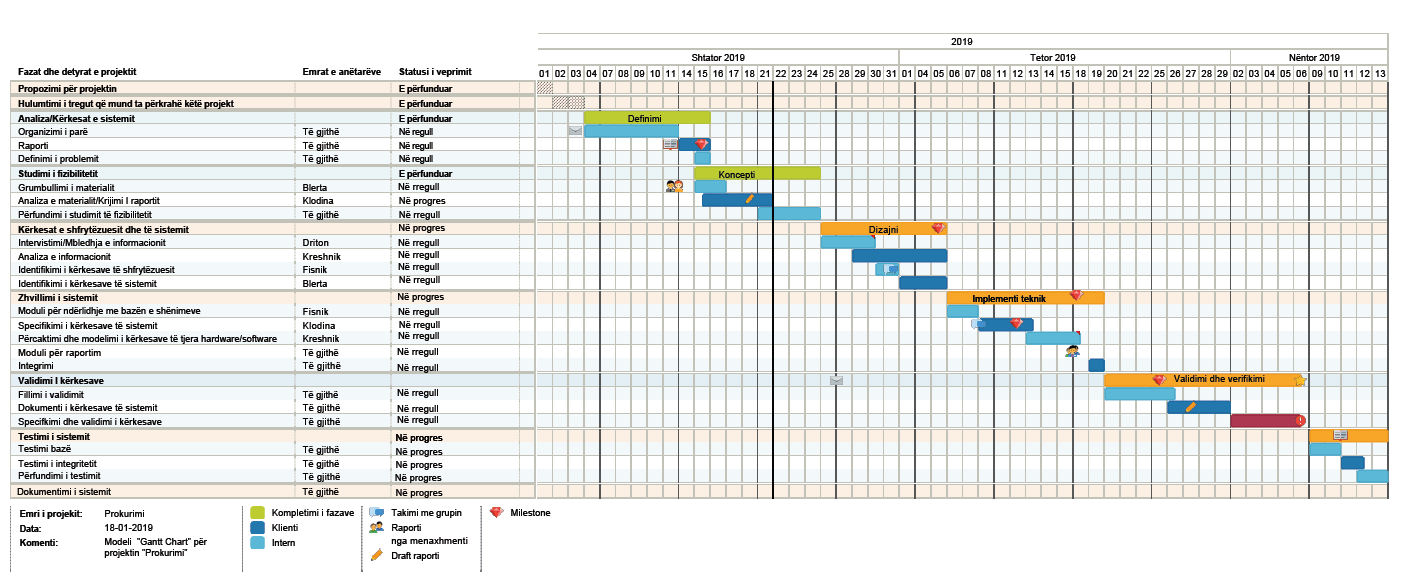 2019
Shtator 2019 Tetor 2019 Nëntor 2019
Fazat dhe detyrat e projektit Emrat e anëtarëve Statusi i veprimit 01 02 03 04 07 08 09 10 11 14 15 16 17 18 21 22 23 24 25 28 29 30 31 01 04 05 06 07 08 11 12 13 14 15 18 19 20 21 22 25 26 27 28 29 02 03 04 05 06 09 10 11 12 13
Propozimi për projektin E përfunduar
Hulumtimi i tregut që mund ta përkrahë këtë projekt E përfunduar
Analiza/Kërkesat e sistemit E përfunduar Definimi
Organizimi i parë Të gjithë Në regull
Raporti Të gjithë Në regull
Definimi i problemit Të gjithë Në regull
Studimi i fizibilitetit E përfunduar Koncepti
Grumbullimi i materialit Blerta Në rregull
Analiza e materialit/Krijimi I raportit Klodina Në progres
Përfundimi i studimit të fizibilitetit Të gjithë Në rregull
Kërkesat e shfrytëzuesit dhe të sistemit Në progres Dizajni
Intervistimi/Mbledhja e informacionit Driton Në rregull
Analiza e informacionit Kreshnik Në rregull
Identifikimi i kërkesave të shfrytëzuesit Fisnik Në rregull
Identifikimi i kërkesave të sistemit Blerta Në rregull
Zhvillimi i sistemit Në progres Implementi teknik
Moduli për ndërlidhje me bazën e shënimeve Fisnik Në rregull
Specifikimi i kërkesave të sistemit Klodina Në rregull
Përcaktimi dhe modelimi i kërkesave të tjera hardware/software Kreshnik Në rregull
Moduli për raportim Të gjithë Në rregull
Integrimi Të gjithë Në rregull
Validimi I kërkesave Validimi dhe verifikimi
Fillimi i validimit Të gjithë Në rregull
Dokumenti i kërkesave të sistemit Të gjithë Në rregull
Specifikmi dhe validimi i kërkesave Të gjithë Në rregull
Testimi i sistemit Në progres
Testimi bazë Të gjithë Në progres
Testimi i integritetit Të gjithë Në progres
Përfundimi i testimit Të gjithë Në progres
Dokumentimi i sistemit Të gjithë Në progres
Emri i projekit: Prokurimi
Data: 18-01-2019
Komenti: Modeli "Gantt Chart" për
projektin "Prokurimi"
Kompletimi i fazave
Klienti
Intern
Takimi me grupin
Raporti
nga menaxhmenti
Draft raporti
Milestone